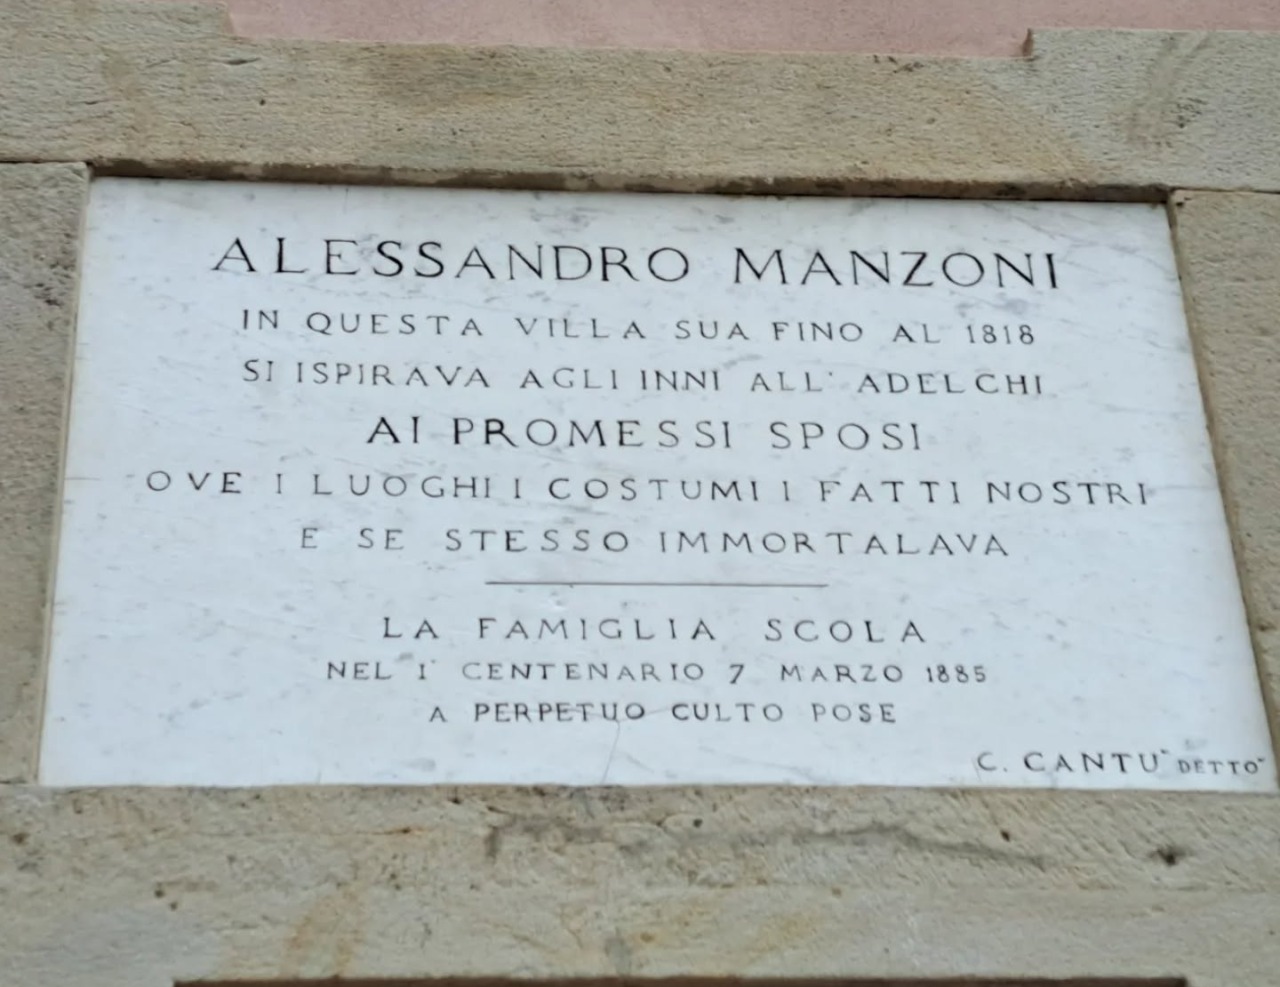 ALESSANDRO MANZONI
IN QUESTA VILLA SUA FINO AL 1818
SI ISPIRAVA AGLI INNI ALL' ADELCHI
AI PROMESSI SPOSI
OVE I LUOGHI I COSTUMI I FATTI NOSTRI
E SE STESSO IMMORTALAVA
LA FAMIGLIA SCOLA
NEL I° CENTENARIO 7 MARZO 1885
A PERPETUO CULTO POSE
C. CANTU" DETTO"